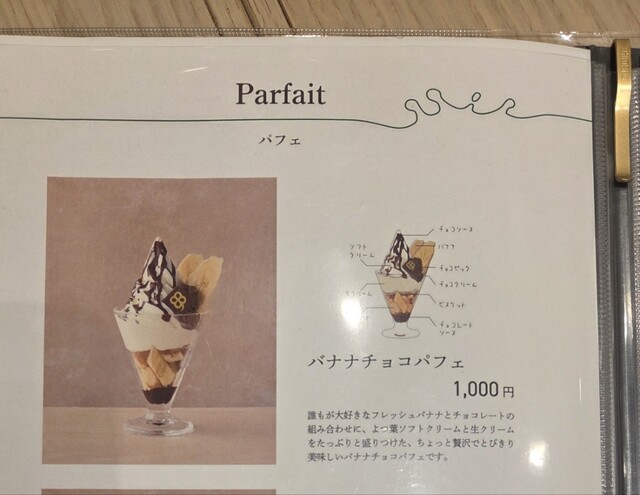 Parfait
パフェ
チョコソース
バナナ
ソフト
クリーム
チョコピック
チョコクリーム
ビスケット
チョコレート
ソース
バナナチョコパフェ
1,000 円
誰もが大好きなフレッシュバナナとチョコレートの
組み合わせに、よつ葉ソフトクリームと生クリーム
をたっぷりと盛りつけた、ちょっと贅沢でとびきり
美味しいバナナチョコパフェです。